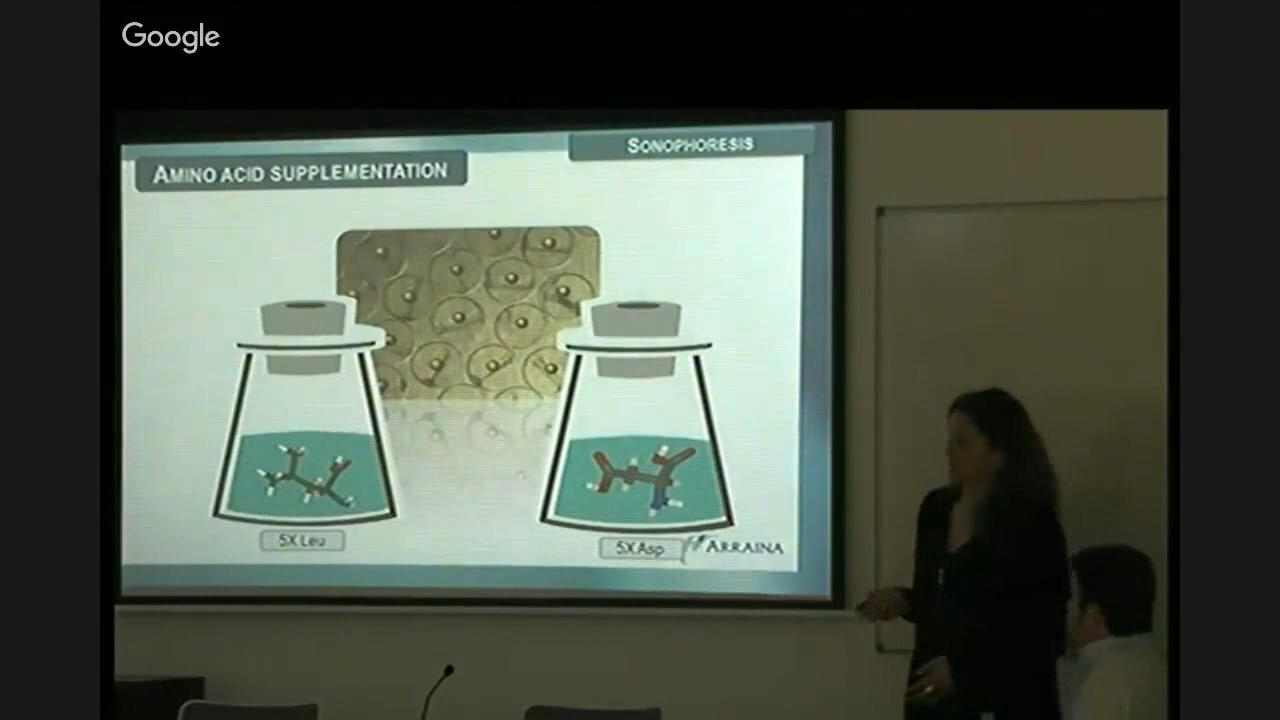 Google
SONOPHORESIS
AMINO ACID SUPPLEMENTATION
5X Leu
5X Asp
ARRAINA